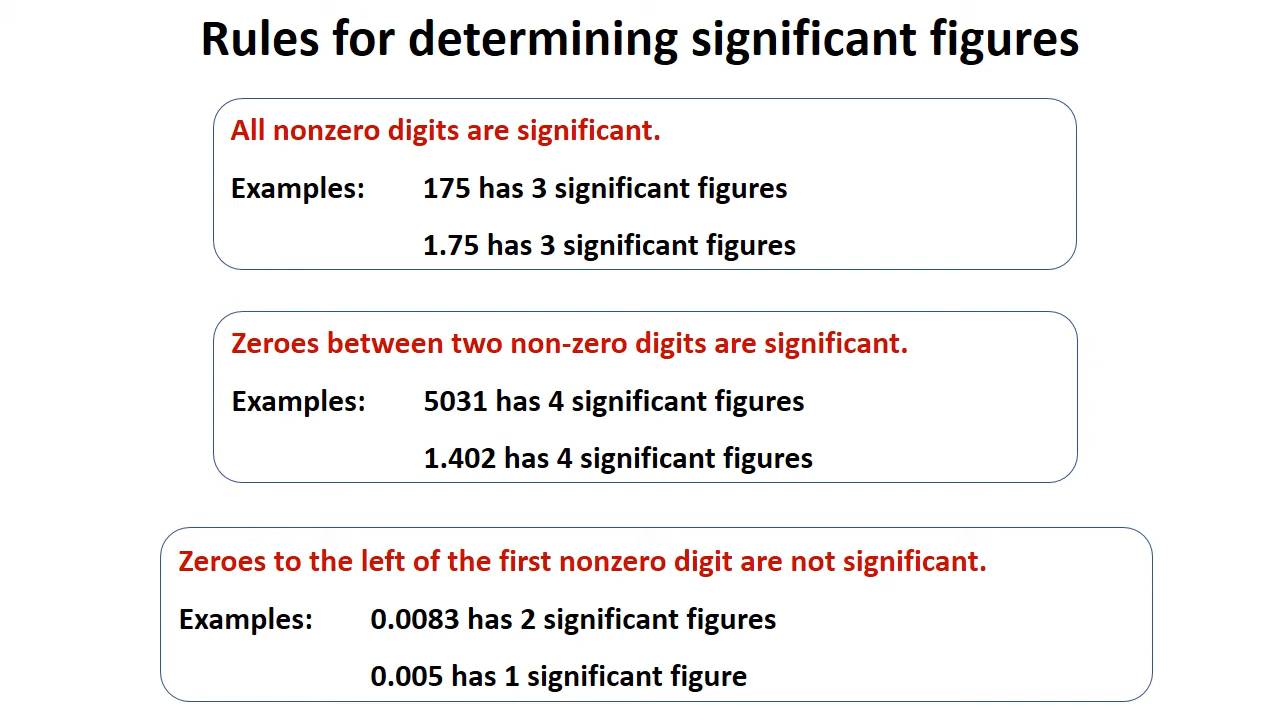 Rules for determining significant figures
All nonzero digits are significant.
Examples: 175 has 3 significant figures
1.75 has 3 significant figures
Zeroes between two non-zero digits are significant.
Examples: 5031 has 4 significant figures
1.402 has 4 significant figures
Zeroes to the left of the first nonzero digit are not significant.
Examples: 0.0083 has 2 significant figures
0.005 has 1 significant figure